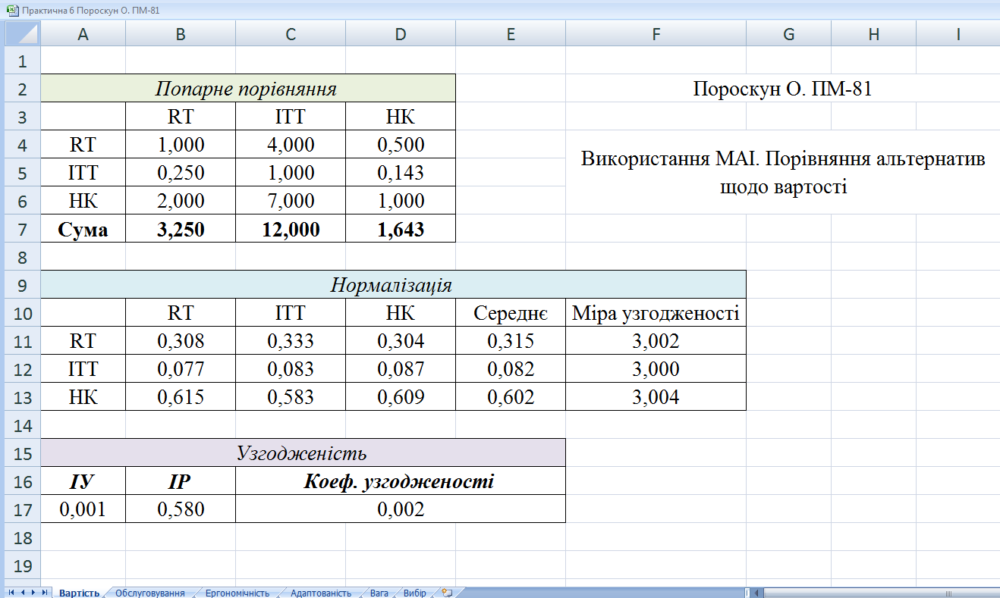 Практична 6 Пороскун О. ПМ-81
A B C D E F G H I
1
2 Попарне порівняння Пороскун О. ПМ-81
3 RT ITT НК
4 RT 1,000 4,000 0,500
Використання МАІ. Порівняння альтернатив
5 ITT 0,250 1,000 0,143
щодо вартості
6 НК 2,000 7,000 1,000
7 Сума 3,250 12,000 1,643
8
9 Нормалізація
10 RT ITT НК Середнє Міра узгодженості
11 RT 0,308 0,333 0,304 0,315 3,002
12 ITT 0,077 0,083 0,087 0,082 3,000
13 НК 0,615 0,583 0,609 0,602 3,004
14
15 Узгодженість
16 ІУ ІР Коеф. узгодженості
17 0,001 0,580 0,002
18
19
Вартість Обслуговування Ергономічність Адаптованість Вага Вибір